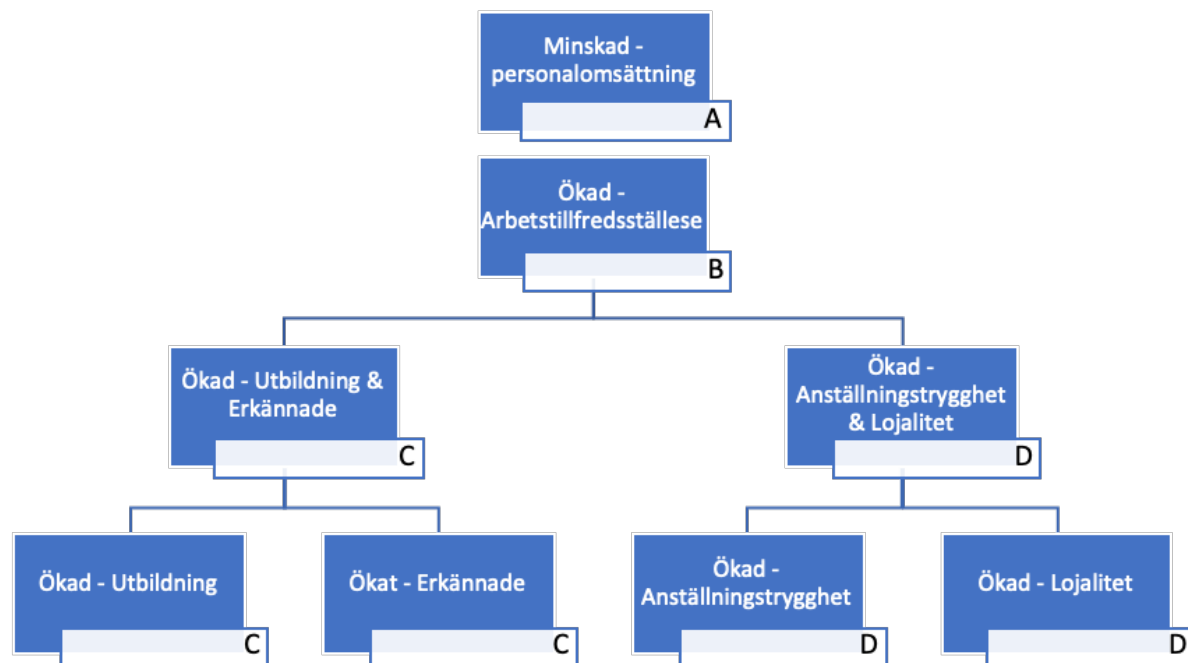 Minskad -
personalomsättning
A
Ökad -
Arbetstillfredsställese
B
Ökad - Utbildning &
Erkännade
C
Ökad -
Anställningstrygghet
& Lojalitet
D
Ökad - Utbildning
C
Ökat - Erkännade
C
Ökad -
Anställningstrygghet
D
Ökad - Lojalitet
D